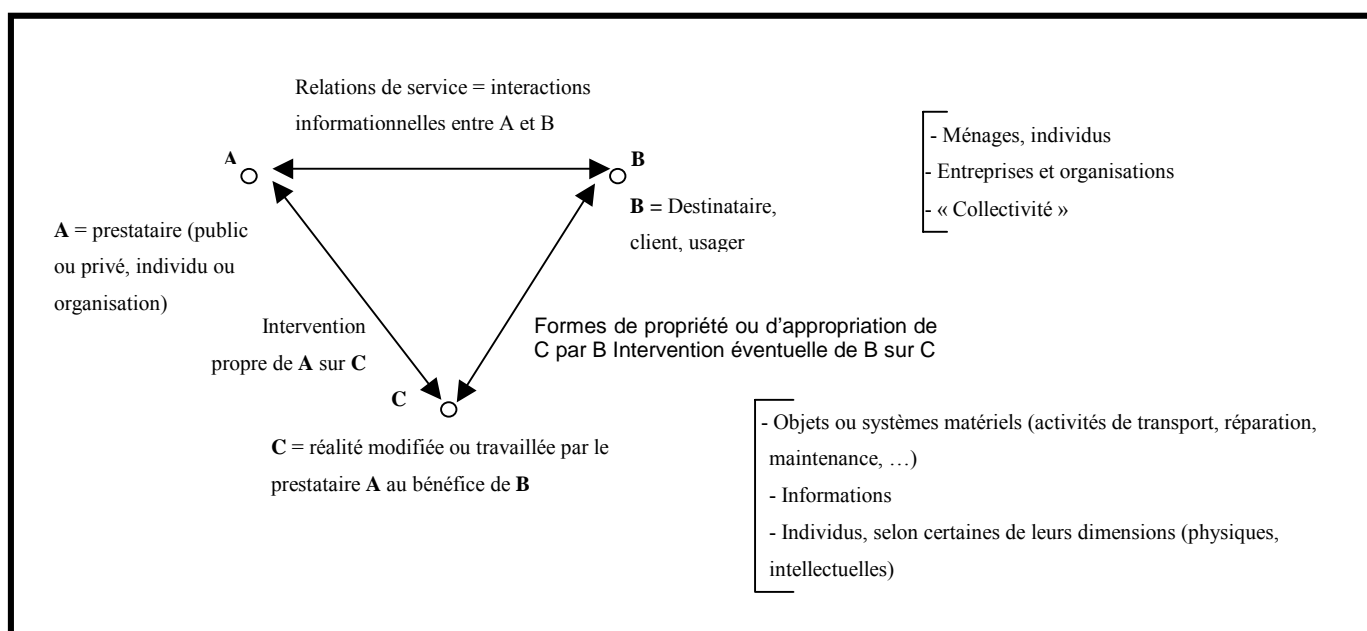 Relations de service = interactions
informationnelles entre A et B
A
B
- Ménages, individus
- Entreprises et organisations
- « Collectivité »
B = Destinataire,
client, usager
A = prestataire (public
ou privé, individu ou
organisation)
Intervention
propre de A sur C
Formes de propriété ou d'appropriation de
C par B Intervention éventuelle de B sur C
C
C = réalité modifiée ou travaillée par le
prestataire A au bénéfice de B
- Objets ou systèmes matériels (activités de transport, réparation,
maintenance, …)
- Informations
- Individus, selon certaines de leurs dimensions (physiques,
intellectuelles)